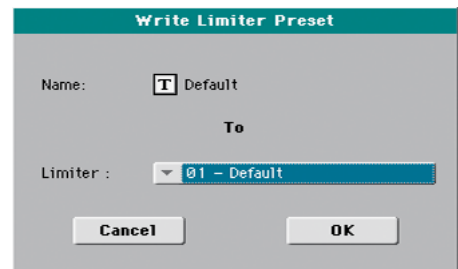 Write Limiter Preset
Name: T Default
To
Limiter : 01 – Default
Cancel OK